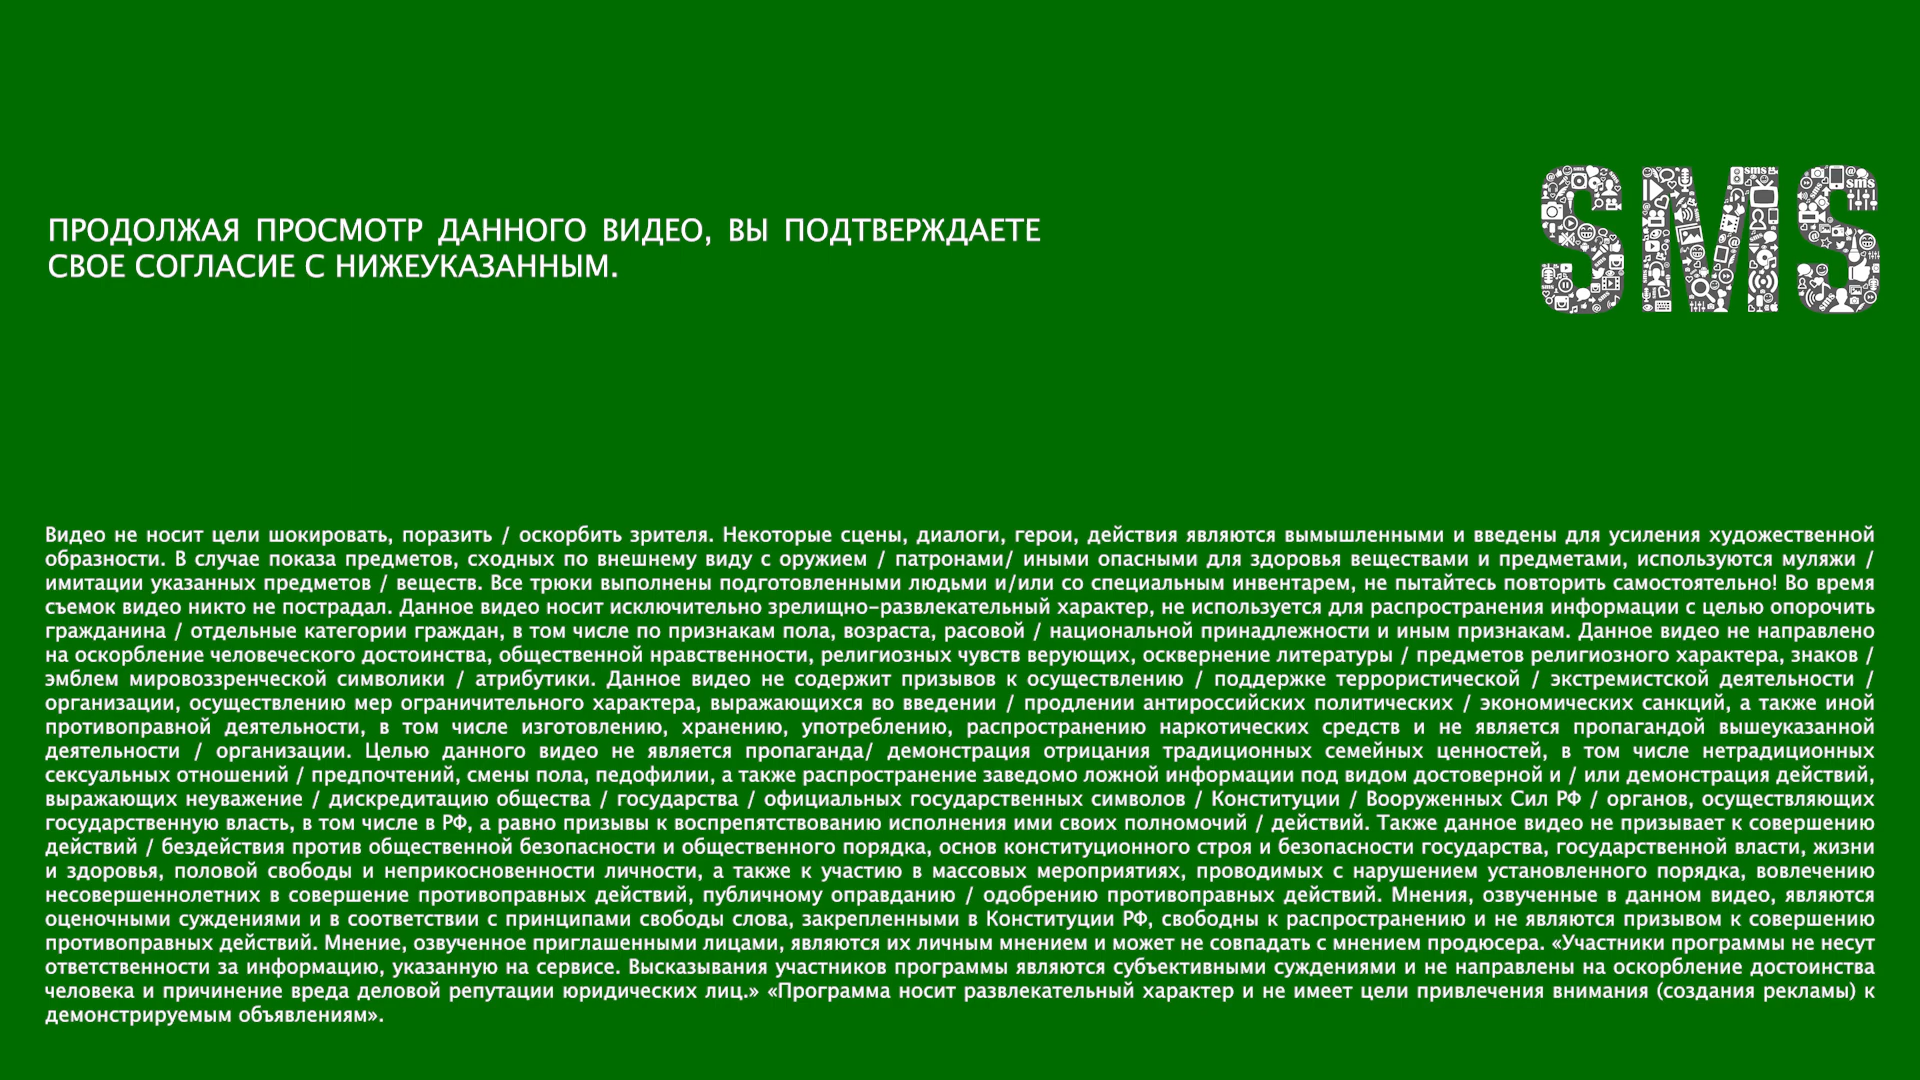 ПРОДОЛЖАЯ ПРОСМОТР ДАННОГО ВИДЕО, ВЫ ПОДТВЕРЖДАЕТЕ
СВОЕ СОГЛАСИЕ С НИЖЕУКАЗАННЫМ.
SMS
Видео не носит цели шокировать, поразить / оскорбить зрителя. Некоторые сцены, диалоги, герои, действия являются вымышленными и введены для усиления художественной
образности. В случае показа предметов, сходных по внешнему виду с оружием / патронами/ иными опасными для здоровья веществами и предметами, используются муляжи /
имитации указанных предметов / веществ. Все трюки выполнены подготовленными людьми и/или со специальным инвентарем, не пытайтесь повторить самостоятельно! Во время
съемок видео никто не пострадал. Данное видео носит исключительно зрелищно-развлекательный характер, не используется для распространения информации с целью опорочить
гражданина / отдельные категории граждан, в том числе по признакам пола, возраста, расовой / национальной принадлежности и иным признакам. Данное видео не направлено
на оскорбление человеческого достоинства, общественной нравственности, религиозных чувств верующих, осквернение литературы / предметов религиозного характера, знаков /
эмблем мировоззренческой символики / атрибутики. Данное видео не содержит призывов к осуществлению / поддержке террористической / экстремистской деятельности /
организации, осуществлению мер ограничительного характера, выражающихся во введении / продлении антироссийских политических / экономических санкций, а также иной
противоправной деятельности, в том числе изготовлению, хранению, употреблению, распространению наркотических средств и не является пропагандой вышеуказанной
деятельности / организации. Целью данного видео не является пропаганда/ демонстрация отрицания традиционных семейных ценностей, в том числе нетрадиционных
сексуальных отношений / предпочтений, смены пола, педофилии, а также распространение заведомо ложной информации под видом достоверной и / или демонстрация действий,
выражающих неуважение / дискредитацию общества / государства / официальных государственных символов / Конституции / Вооруженных Сил РФ / органов, осуществляющих
государственную власть, в том числе в РФ, а равно призывы к воспрепятствованию исполнения ими своих полномочий / действий. Также данное видео не призывает к совершению
действий / бездействия против общественной безопасности и общественного порядка, основ конституционного строя и безопасности государства, государственной власти, жизни
и здоровья, половой свободы и неприкосновенности личности, а также к участию в массовых мероприятиях, проводимых с нарушением установленного порядка, вовлечению
несовершеннолетних в совершение противоправных действий, публичному оправданию / одобрению противоправных действий. Мнения, озвученные в данном видео, являются
оценочными суждениями и в соответствии с принципами свободы слова, закрепленными в Конституции РФ, свободны к распространению и не являются призывом к совершению
противоправных действий. Мнение, озвученное приглашенными лицами, являются их личным мнением и может не совпадать с мнением продюсера. «Участники программы не несут
ответственности за информацию, указанную на сервисе. Высказывания участников программы являются субъективными суждениями и не направлены на оскорбление достоинства
человека и причинение вреда деловой репутации юридических лиц.» «Программа носит развлекательный характер и не имеет цели привлечения внимания (создания рекламы) к
демонстрируемым объявлениям».